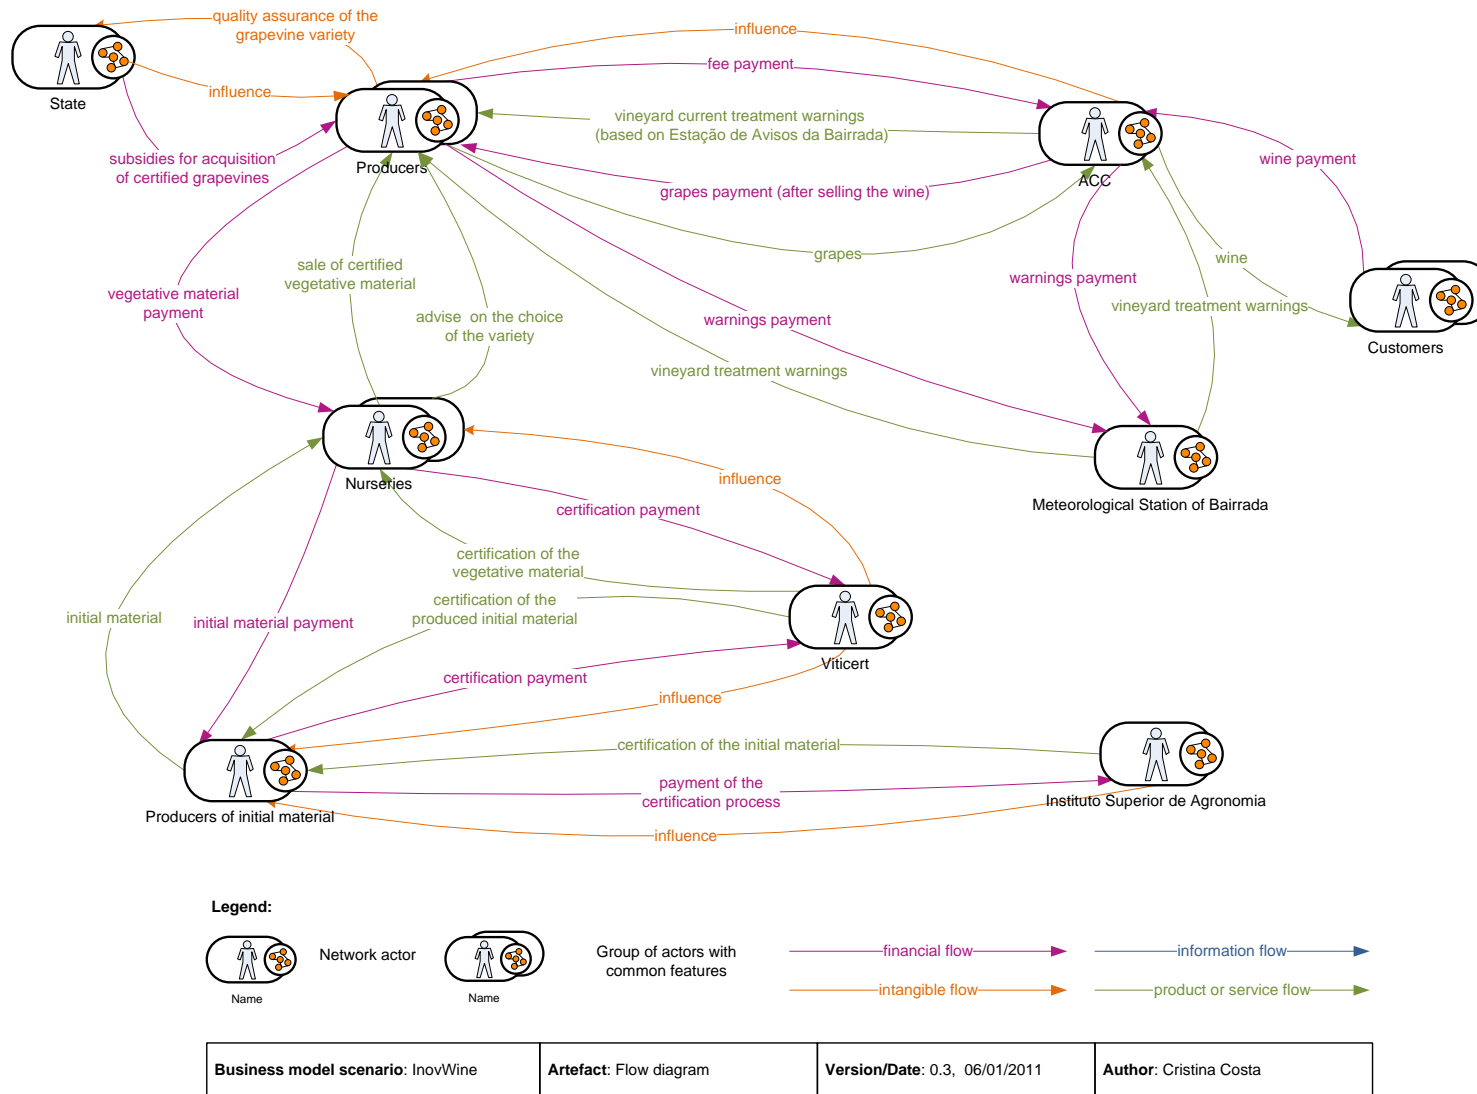 quality assurance of the
grapevine variety
influence
fee payment
State
influence
vineyard current treatment warnings
(based on Estação de Avisos da Bairrada)
subsidies for acquisition
of certified grapevines
Producers
wine payment
ACC
grapes payment (after selling the wine)
grapes
wine
sale of certified
vegetative material
warnings payment
vegetative material
payment
vineyard treatment warnings
advise  on the choice
of the variety
warnings payment
Customers
vineyard treatment warnings
Nurseries
influence
Meteorological Station of Bairrada
certification payment
certification of the
vegetative material
certification of the
produced initial material
initial material
initial material payment
Viticert
certification payment
influence
certification of the initial material
payment of the
certification process
Instituto Superior de Agronomia
Producers of initial material
influence
Legend:
Network actor
Name
Group of actors with
common features
Name
financial flow
information flow
intangible flow
product or service flow
Business model scenario: InovWine
Artefact: Flow diagram
Version/Date: 0.3,  06/01/2011
Author: Cristina Costa